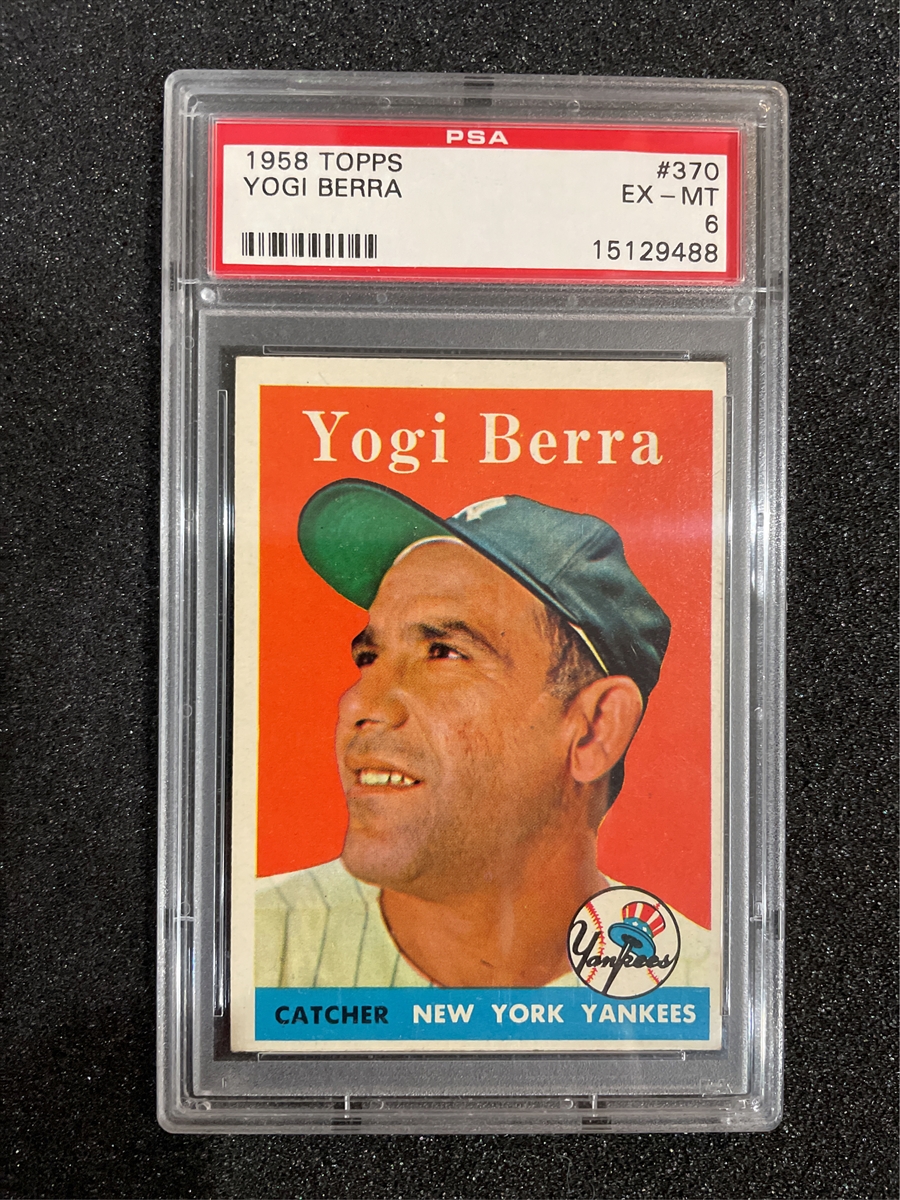 PSA
1958 TOPPS #370
YOGI BERRA EX-MT
6
15129488
Yogi Berra
Yankees
CATCHER NEW YORK YANKEES